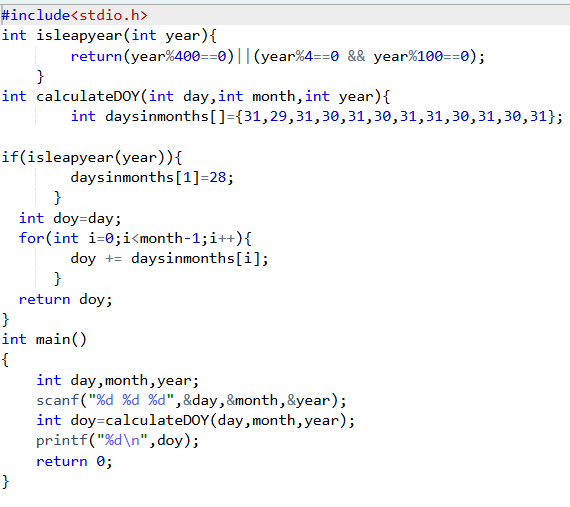 #include<stdio.h>
int isleapyear(int year){
return(year%400==0)||(year%4==0 && year%100==0);
}
int calculateDOY(int day,int month,int year){
int daysinmonths[]={31,29,31,30,31,30,31,31,30,31,30,31};
if(isleapyear(year)){
daysinmonths[1]=28;
}
int doy=day;
for(int i=0;i<month-1;i++){
doy += daysinmonths[i];
}
return doy;
}
int main()
{
int day,month,year;
scanf("%d %d %d",&day,&month,&year);
int doy=calculateDOY(day,month,year);
printf("%d\n",doy);
return 0;
}